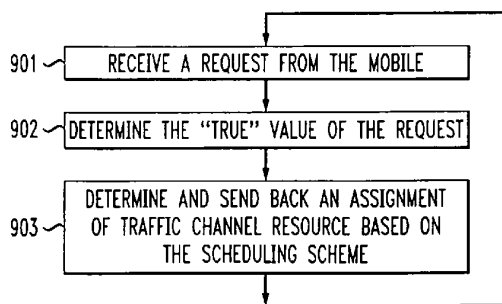 901 RECEIVE A REQUEST FROM THE MOBILE
902 DETERMINE THE “TRUE” VALUE OF THE REQUEST
DETERMINE AND SEND BACK AN ASSIGNMENT
903 OF TRAFFIC CHANNEL RESOURCE BASED ON
THE SCHEDULING SCHEME